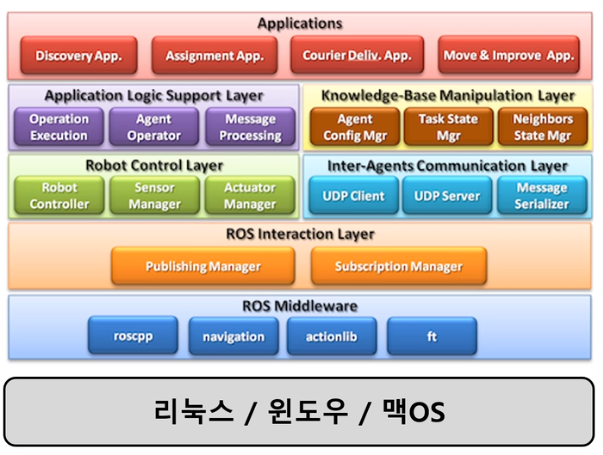 Applications
Discovery App.
Assignment App.
Courier Deliv. App.
Move & Improve App.
Application Logic Support Layer
Operation
Execution
Agent
Operator
Message
Processing
Knowledge-Base Manipulation Layer
Agent
Config Mgr
Task State
Mgr
Neighbors
State Mgr
Robot Control Layer
Robot
Controller
Sensor
Manager
Actuator
Manager
Inter-Agents Communication Layer
UDP Client
UDP Server
Message
Serializer
ROS Interaction Layer
Publishing Manager
Subscription Manager
ROS Middleware
roscpp
navigation
actionlib
ft
리눅스 / 윈도우 / 맥OS